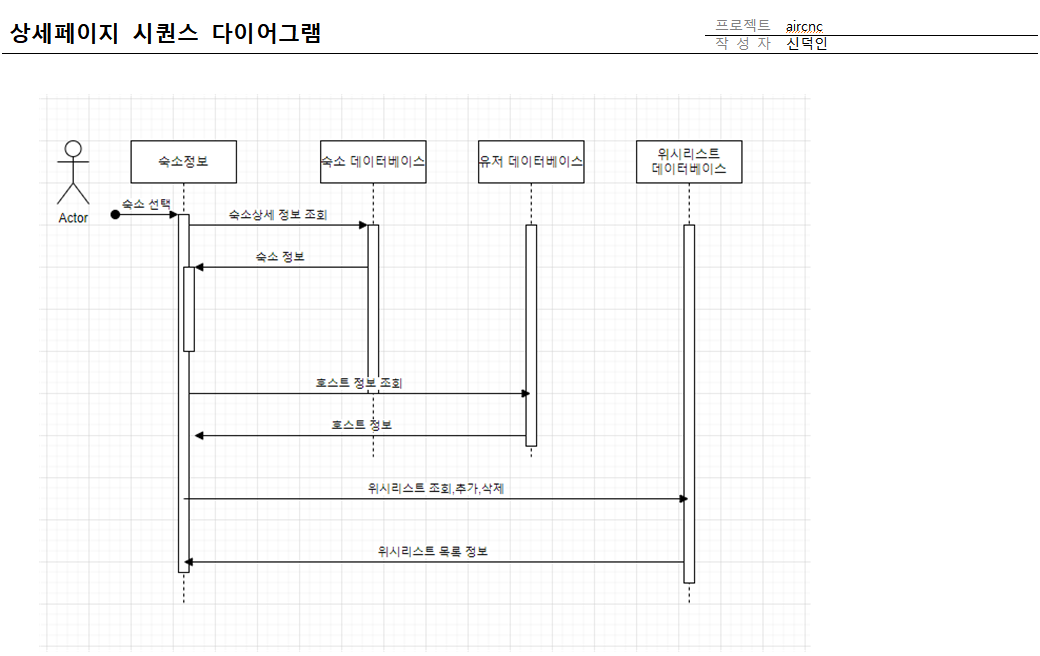 상세페이지 시퀀스 다이어그램
프로젝트 aircnc
작 성 자 신덕인
숙소정보
숙소 데이터베이스
유저 데이터베이스
위시리스트
데이터베이스
Actor
숙소 선택
숙소상세 정보 조회
숙소 정보
호스트 정보 조회
호스트 정보
위시리스트 조회,추가,삭제
위시리스트 목록 정보